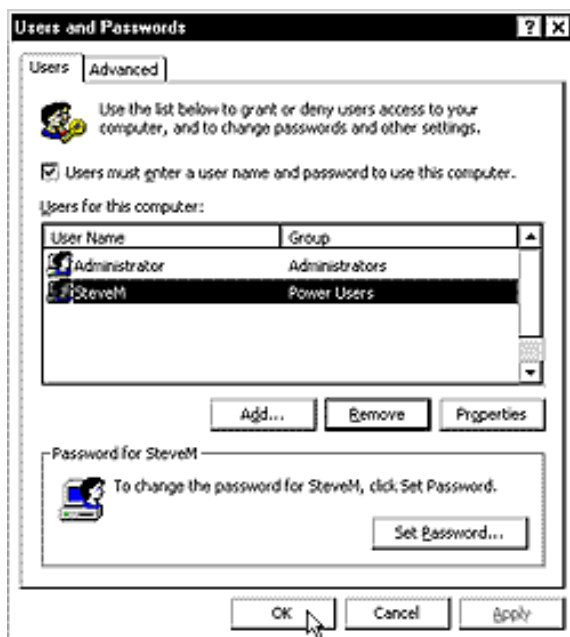 Users and Passwords
Users
Advanced
Use the list below to grant or deny users access to your
computer, and to change passwords and other settings.
Users must enter a user name and password to use this computer.
Users for this computer:
User Name Group
Administrator Administrators
SteveM Power Users
Add... Remove Properties
Password for SteveM
To change the password for SteveM, click Set Password.
Set Password...
OK Cancel Apply